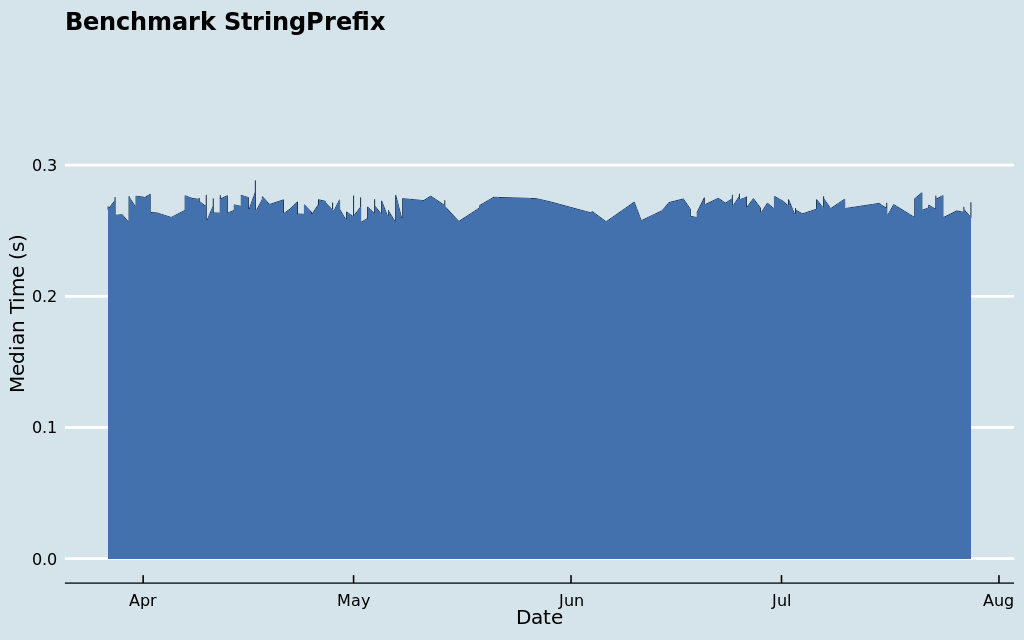 Benchmark StringPrefix
Median Time (s)
0.3
0.2
0.1
0.0
Apr
May
Jun
Jul
Aug
Date